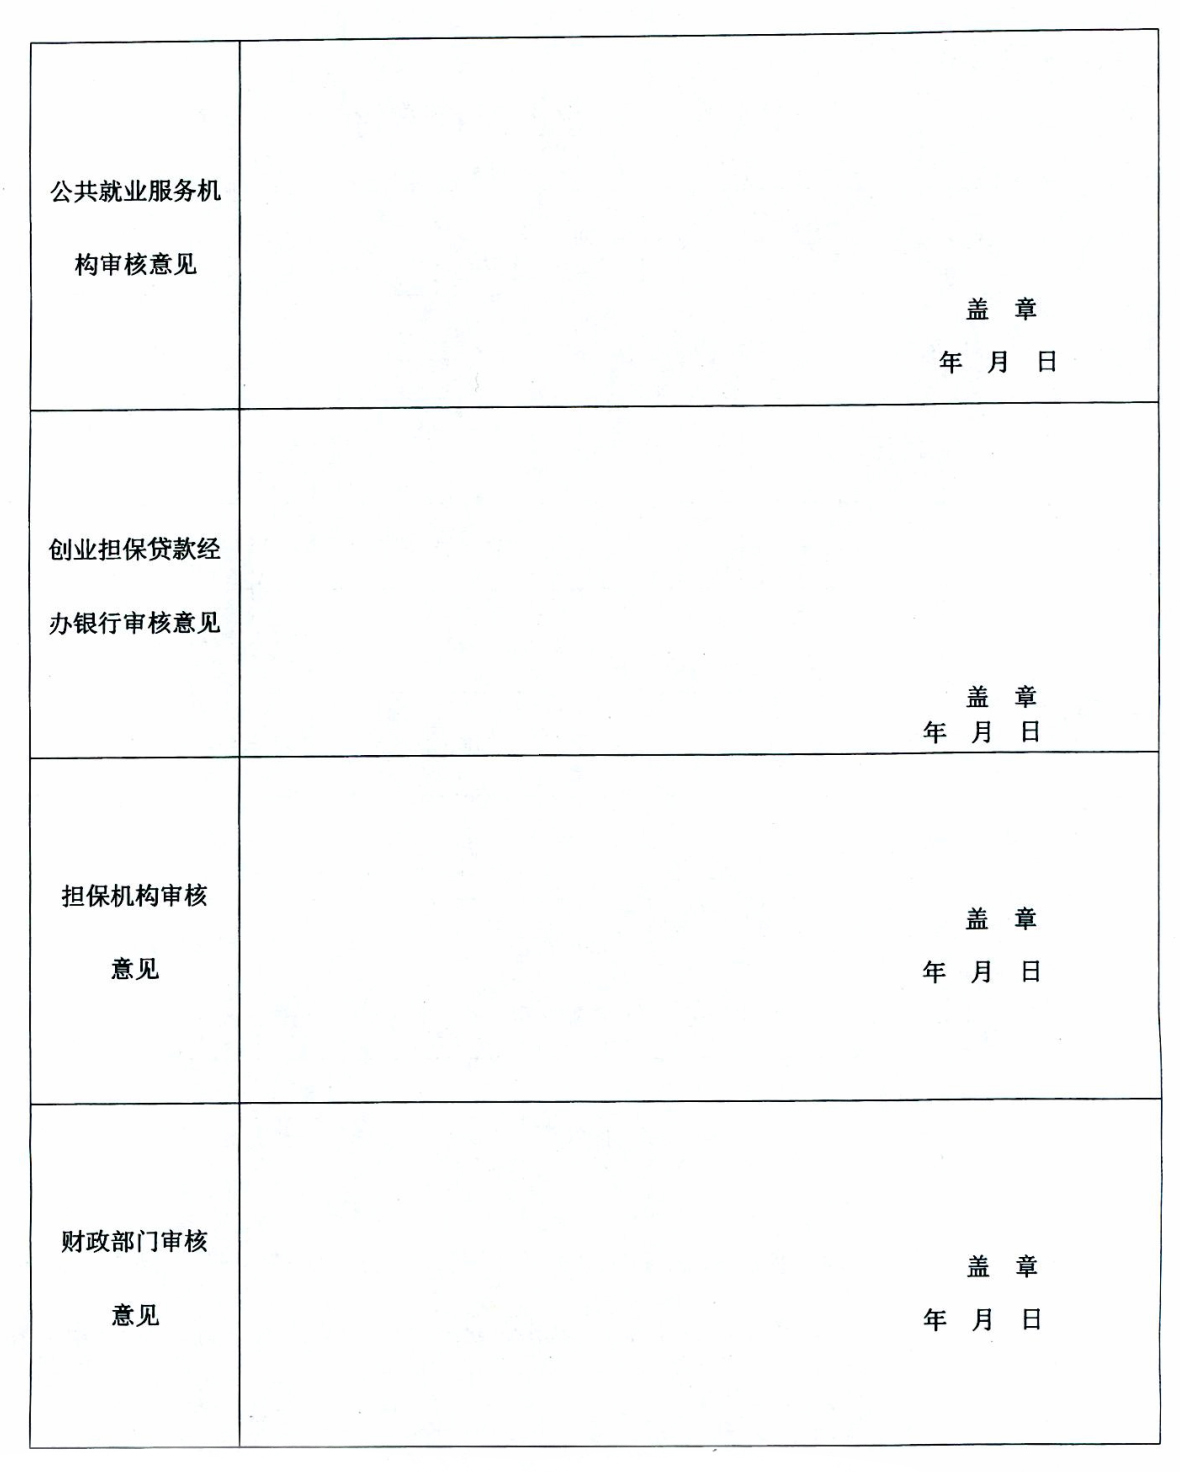 公共就业服务机
构审核意见
盖 章
年 月 日
创业担保贷款经
办银行审核意见
盖 章
年 月 日
担保机构审核
意见
盖 章
年 月 日
财政部门审核
意见
盖 章
年 月 日